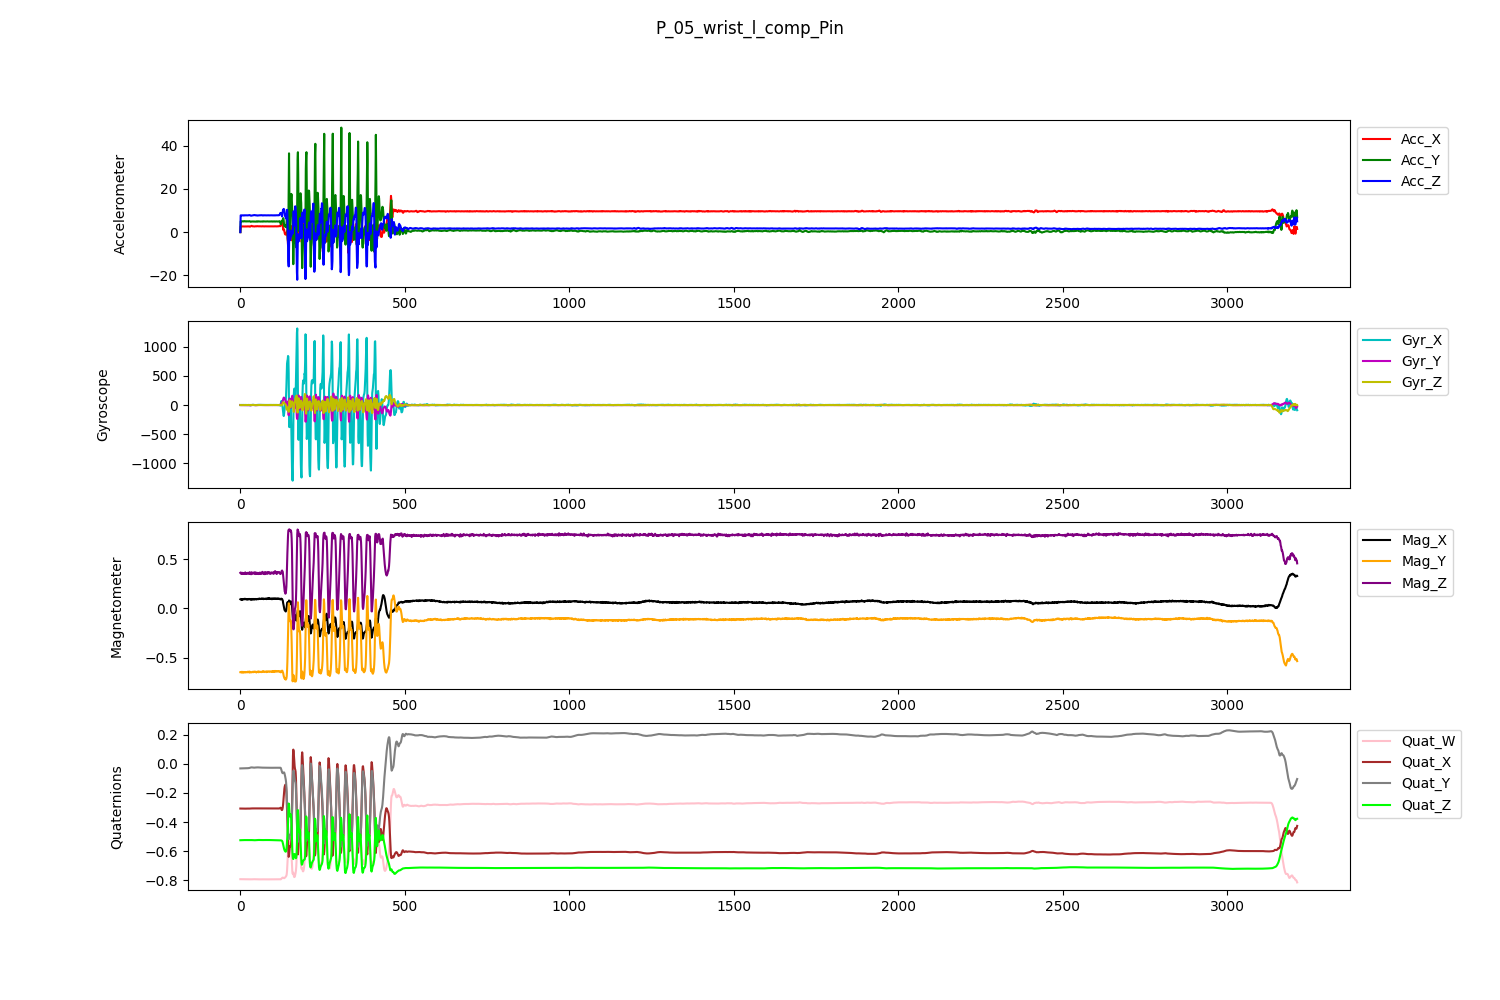 P_05_wrist_l_comp_Pin
Accelerometer
40
20
0
−20
0 500 1000 1500 2000 2500 3000
Acc_X
Acc_Y
Acc_Z
Gyroscope
1000
500
0
−500
−1000
0 500 1000 1500 2000 2500 3000
Gyr_X
Gyr_Y
Gyr_Z
Magnetometer
0.5
0.0
−0.5
0 500 1000 1500 2000 2500 3000
Mag_X
Mag_Y
Mag_Z
Quaternions
0.2
0.0
−0.2
−0.4
−0.6
−0.8
0 500 1000 1500 2000 2500 3000
Quat_W
Quat_X
Quat_Y
Quat_Z